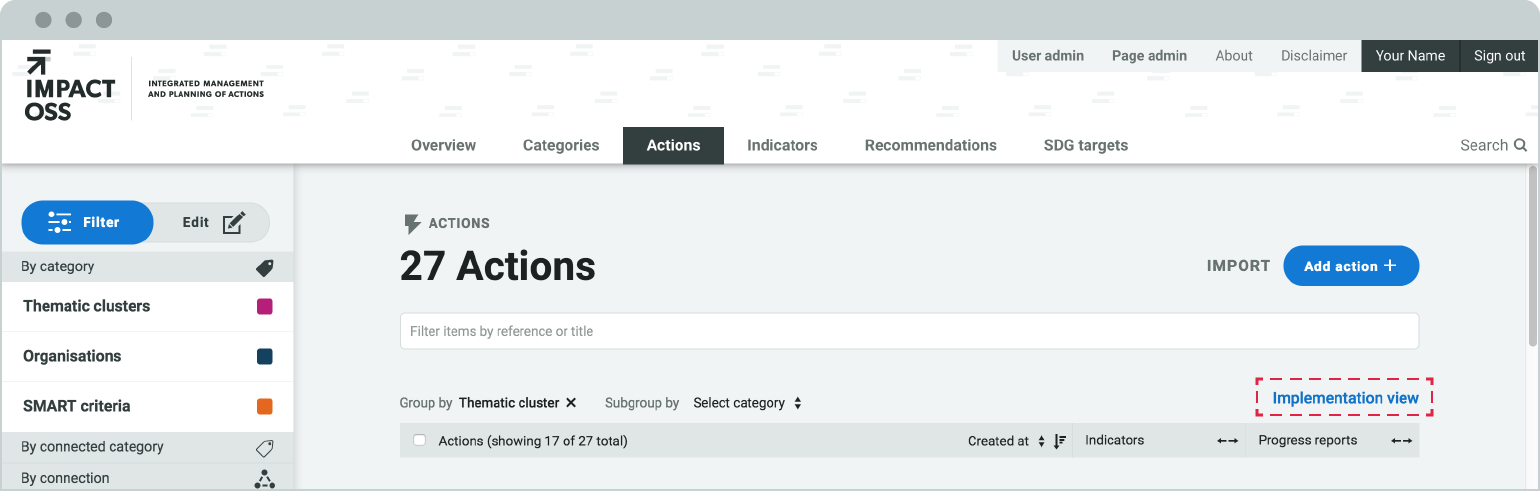 User admin Page admin About Disclaimer Your Name Sign out
IMPACT
OSS
INTEGRATED MANAGEMENT
AND PLANNING OF ACTIONS
Overview Categories Actions Indicators Recommendations SDG targets Search
Filter Edit
By category
Thematic clusters
Organisations
SMART criteria
By connected category
By connection
ACTIONS
27 Actions
IMPORT Add action +
Filter items by reference or title
Group by Thematic cluster × Subgroup by Select category
Implementation view
Actions (showing 17 of 27 total) Created at Indicators Progress reports